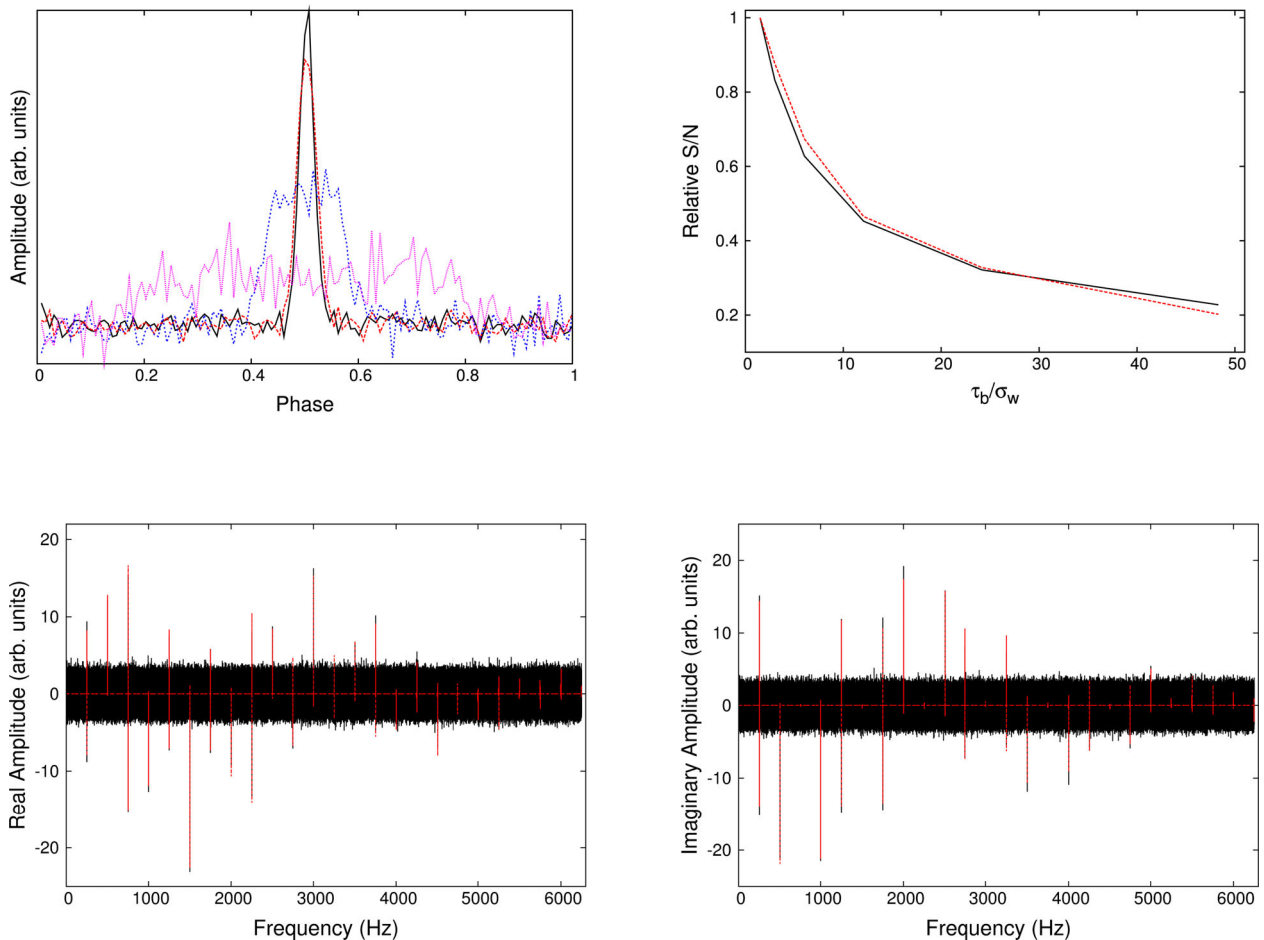 Amplitude (arb. units)
0 0.2 0.4 0.6 0.8 1
Phase
Relative S/N
1
0.8
0.6
0.4
0.2
0 10 20 30 40 50
τb/σw
Real Amplitude (arb. units)
20
10
0
-10
-20
0 1000 2000 3000 4000 5000 6000
Frequency (Hz)
Imaginary Amplitude (arb. units)
20
10
0
-10
-20
0 1000 2000 3000 4000 5000 6000
Frequency (Hz)